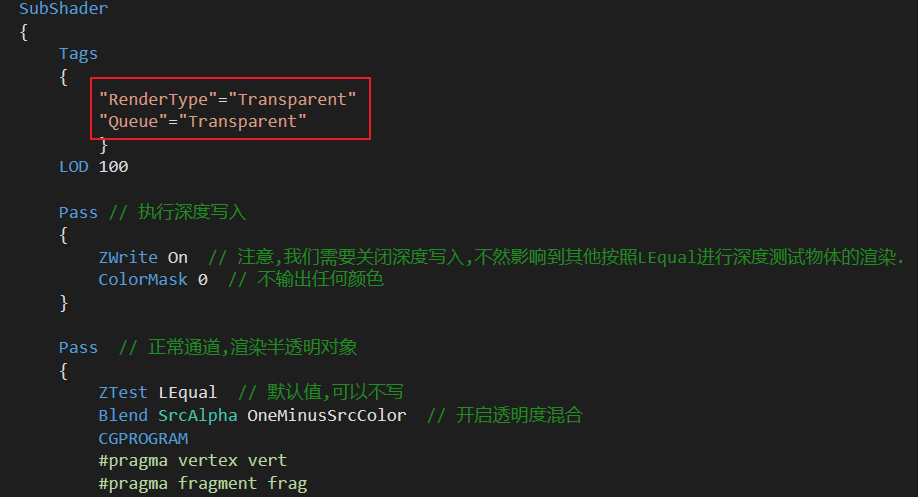 SubShader
{
Tags
{
"RenderType"="Transparent"
"Queue"="Transparent"
}
LOD 100
Pass // 执行深度写入
{
ZWrite On // 注意,我们需要关闭深度写入,不然影响到其他按照LEqual进行深度测试物体的渲染.
ColorMask 0 // 不输出任何颜色
}
Pass // 正常通道,渲染半透明对象
{
ZTest LEqual // 默认值,可以不写
Blend SrcAlpha OneMinusSrcColor // 开启透明度混合
CGPROGRAM
#pragma vertex vert
#pragma fragment frag